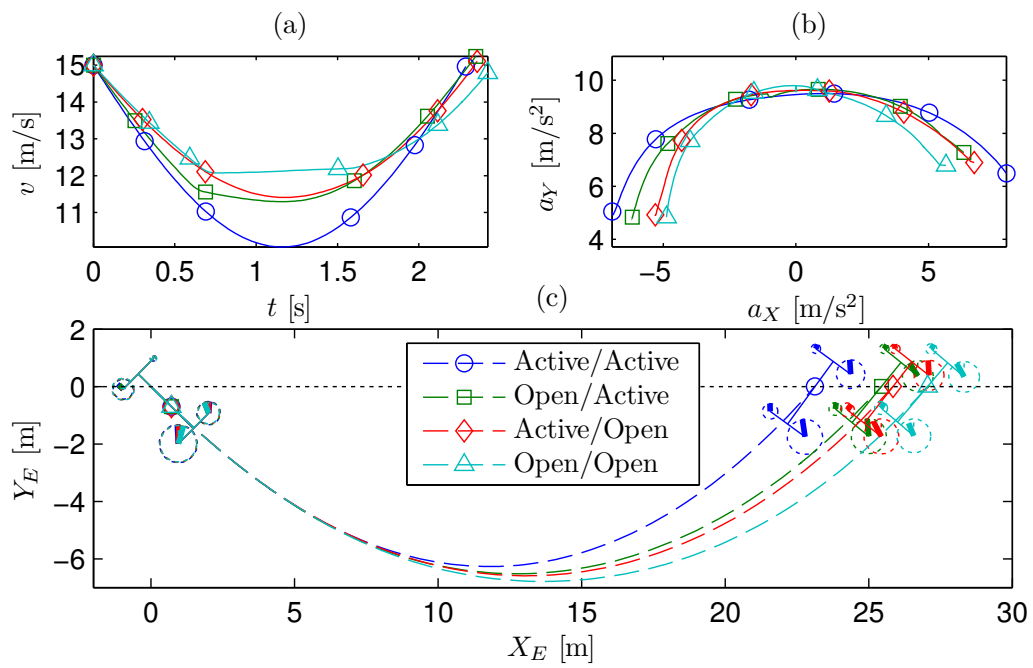 (a)
(b)
15
14
13
12
11
v [m/s]
0
0.5
1
1.5
2
t [s]
10
8
6
4
a_Y [m/s²]
−5
0
5
a_X [m/s²]
(c)
2
0
−2
−4
−6
Y_E [m]
Active/Active
Open/Active
Active/Open
Open/Open
0
5
10
15
20
25
30
X_E [m]